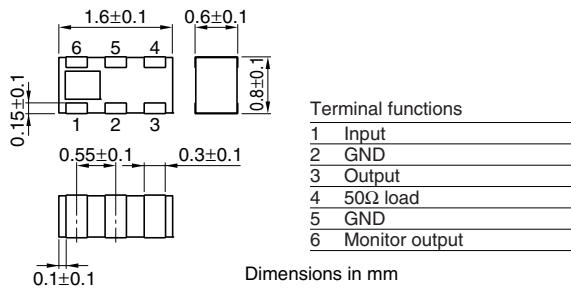 1.6±0.1
0.6±0.1
6 5 4
0.15±0.1
0.8±0.1
1 2 3
0.55±0.1
0.3±0.1
0.1±0.1
Dimensions in mm
Terminal functions
1 Input
2 GND
3 Output
4 50Ω load
5 GND
6 Monitor output